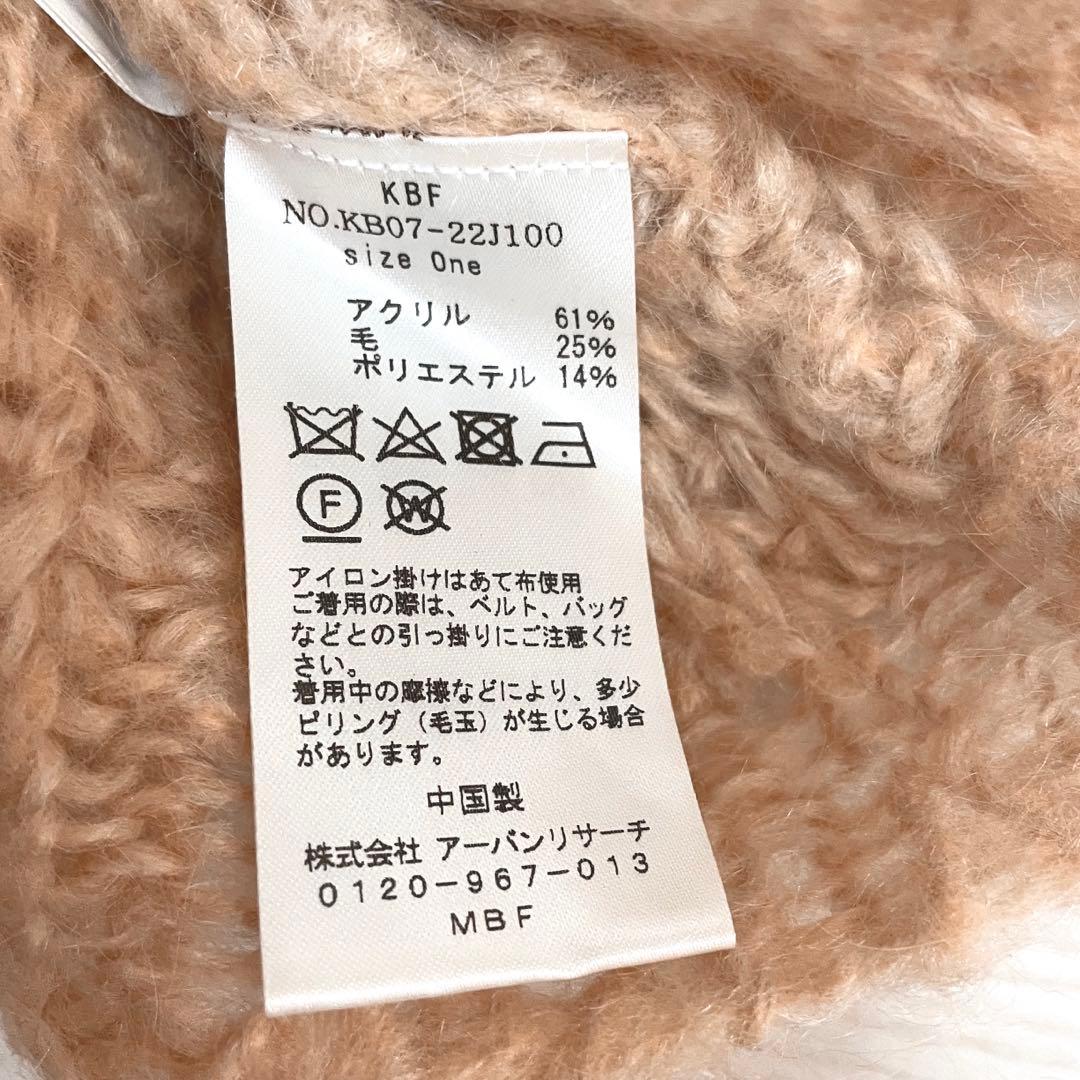 KBF
NO.KB07-22J100
size One
アクリル 61%
毛 25%
ポリエステル 14%
F
W
アイロン掛けはあて布使用
ご着用の際は、ベルト、バッグ
などとの引っ掛りにご注意くだ
さい。
着用中の摩擦などにより、多少
ピリング(毛玉)が生じる場合
があります。
中国製
株式会社 アーバンリサーチ
0120-967-013
MBF